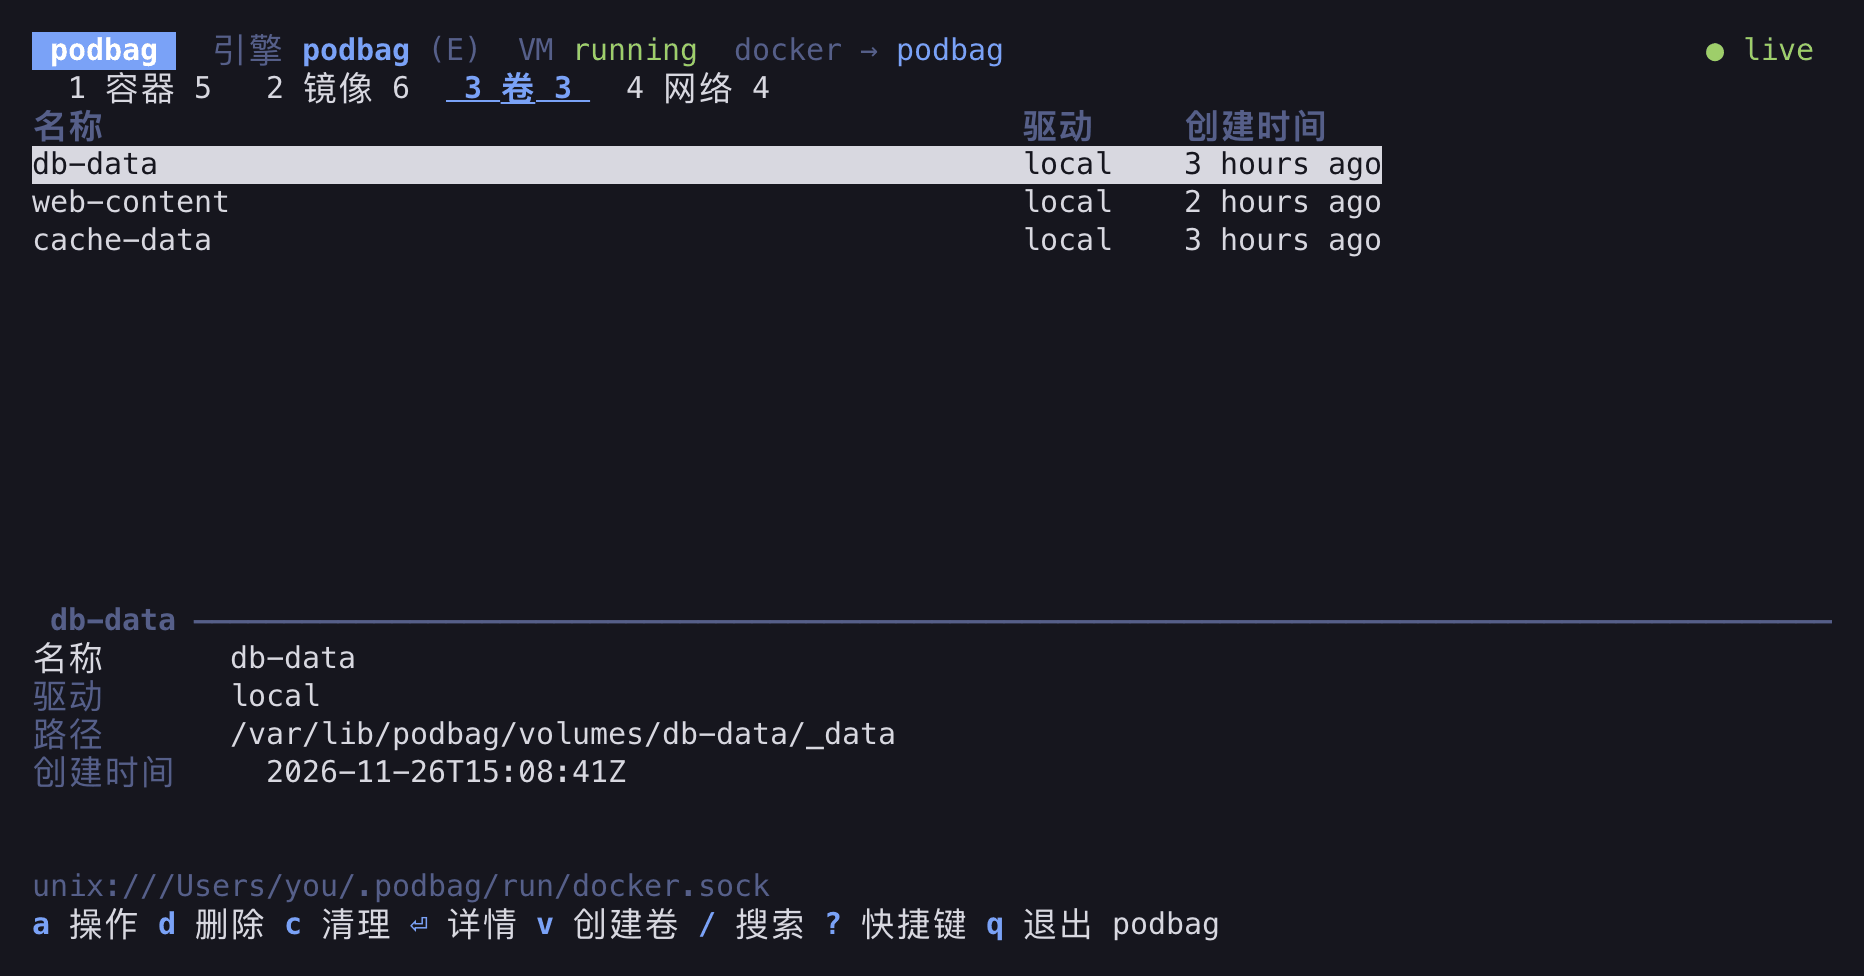 podbag 引擎 podbag (E) VM running docker → podbag ● live
1 容器 5 2 镜像 6 3 卷 3 4 网络 4
名称 驱动 创建时间
db-data local 3 hours ago
web-content local 2 hours ago
cache-data local 3 hours ago
db-data
名称 db-data
驱动 local
路径 /var/lib/podbag/volumes/db-data/_data
创建时间 2026-11-26T15:08:41Z
unix:///Users/you/.podbag/run/docker.sock
a 操作 d 删除 c 清理 ⏎ 详情 v 创建卷 / 搜索 ? 快捷键 q 退出 podbag